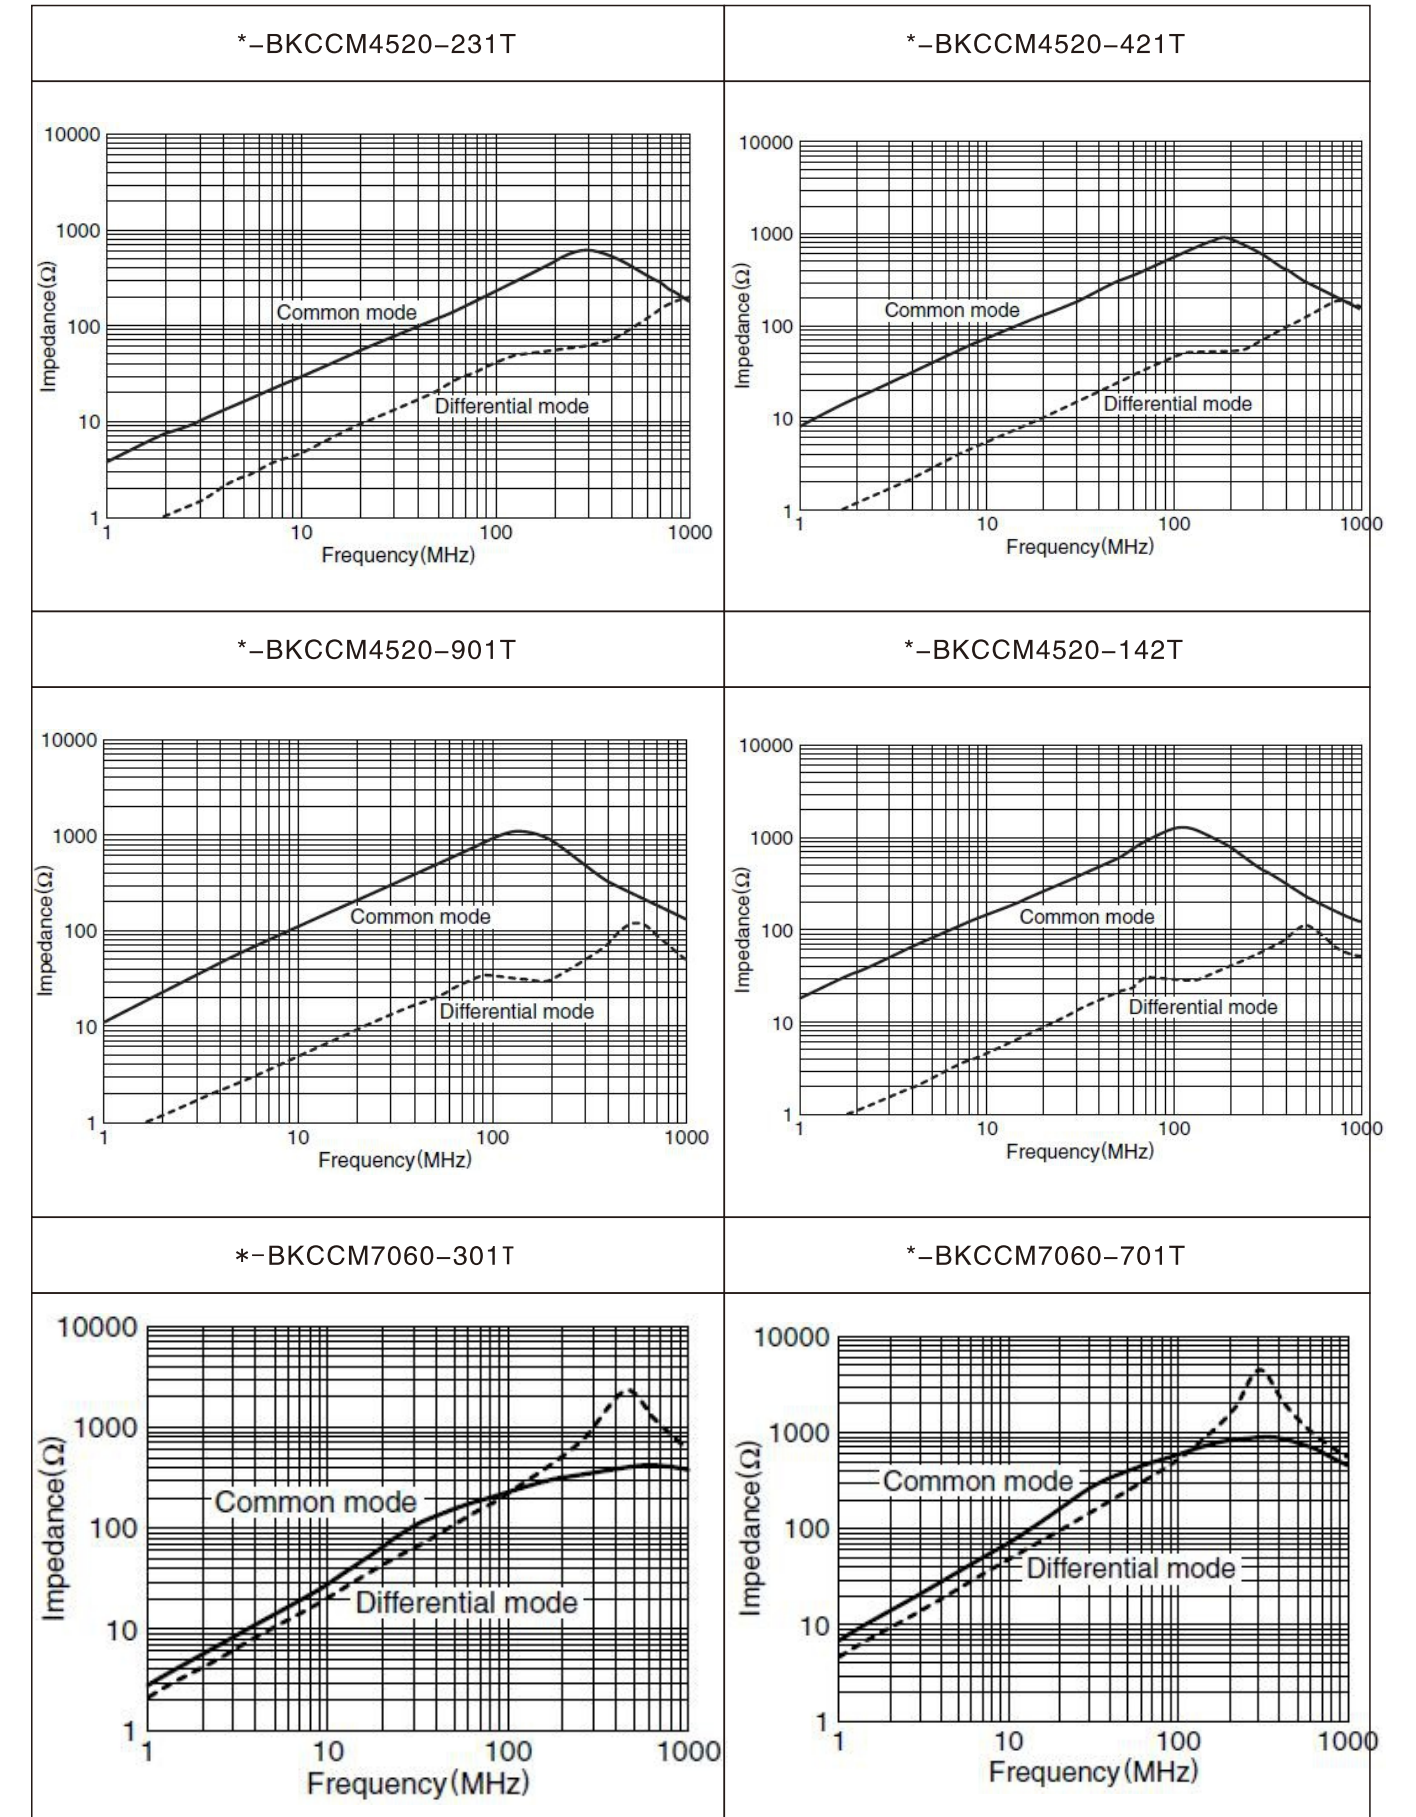 *-BKCCM4520-231T
*-BKCCM4520-421T
10000
1000
100
10
1
Impedance(Ω)
Common mode
Differential mode
1 10 100 1000
Frequency(MHz)
10000
1000
100
10
1
Impedance(Ω)
Common mode
Differential mode
1 10 100 1000
Frequency(MHz)
*-BKCCM4520-901T
*-BKCCM4520-142T
10000
1000
100
10
1
Impedance(Ω)
Common mode
Differential mode
1 10 100 1000
Frequency(MHz)
10000
1000
100
10
1
Impedance(Ω)
Common mode
Differential mode
1 10 100 1000
Frequency(MHz)
*-BKCCM7060-301T
*-BKCCM7060-701T
10000
1000
100
10
1
Impedance(Ω)
Common mode
Differential mode
1 10 100 1000
Frequency(MHz)
10000
1000
100
10
1
Impedance(Ω)
Common mode
Differential mode
1 10 100 1000
Frequency(MHz)